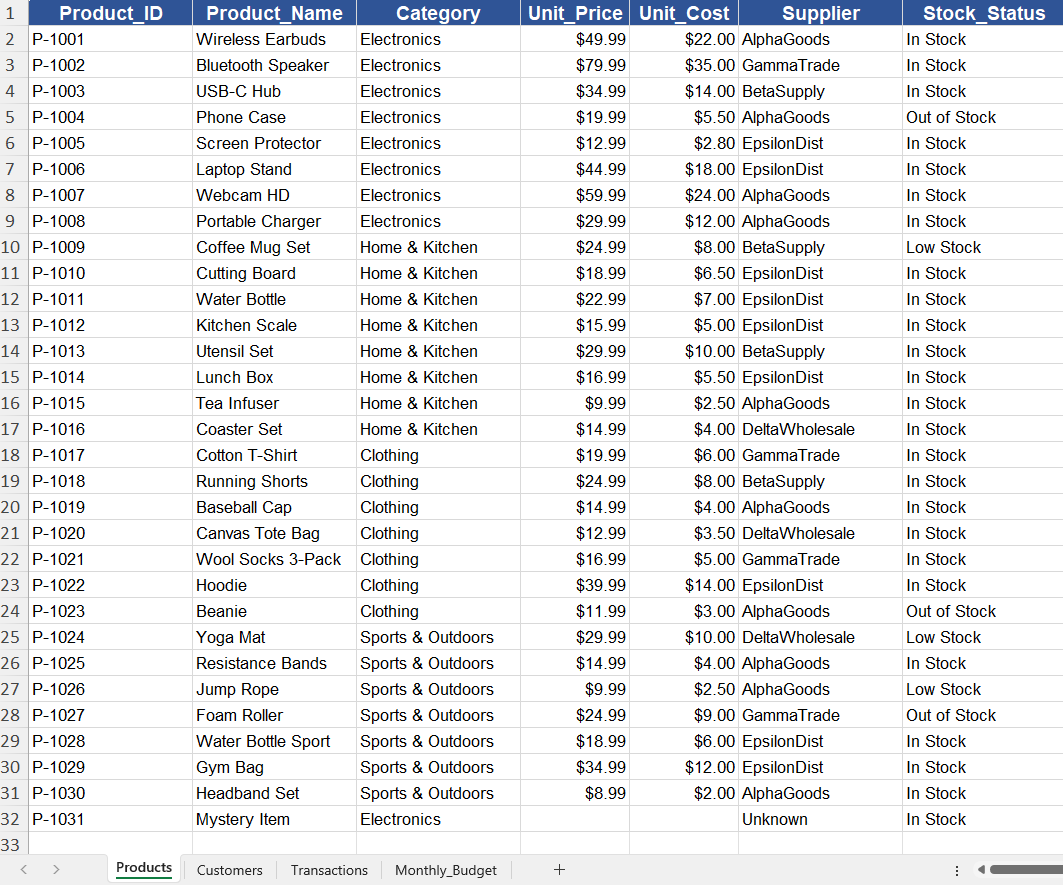 1 Product_ID Product_Name Category Unit_Price Unit_Cost Supplier Stock_Status
2 P-1001 Wireless Earbuds Electronics $49.99 $22.00 AlphaGoods In Stock
3 P-1002 Bluetooth Speaker Electronics $79.99 $35.00 GammaTrade In Stock
4 P-1003 USB-C Hub Electronics $34.99 $14.00 BetaSupply In Stock
5 P-1004 Phone Case Electronics $19.99 $5.50 AlphaGoods Out of Stock
6 P-1005 Screen Protector Electronics $12.99 $2.80 EpsilonDist In Stock
7 P-1006 Laptop Stand Electronics $44.99 $18.00 EpsilonDist In Stock
8 P-1007 Webcam HD Electronics $59.99 $24.00 AlphaGoods In Stock
9 P-1008 Portable Charger Electronics $29.99 $12.00 AlphaGoods In Stock
10 P-1009 Coffee Mug Set Home & Kitchen $24.99 $8.00 BetaSupply Low Stock
11 P-1010 Cutting Board Home & Kitchen $18.99 $6.50 EpsilonDist In Stock
12 P-1011 Water Bottle Home & Kitchen $22.99 $7.00 EpsilonDist In Stock
13 P-1012 Kitchen Scale Home & Kitchen $15.99 $5.00 EpsilonDist In Stock
14 P-1013 Utensil Set Home & Kitchen $29.99 $10.00 BetaSupply In Stock
15 P-1014 Lunch Box Home & Kitchen $16.99 $5.50 EpsilonDist In Stock
16 P-1015 Tea Infuser Home & Kitchen $9.99 $2.50 AlphaGoods In Stock
17 P-1016 Coaster Set Home & Kitchen $14.99 $4.00 DeltaWholesale In Stock
18 P-1017 Cotton T-Shirt Clothing $19.99 $6.00 GammaTrade In Stock
19 P-1018 Running Shorts Clothing $24.99 $8.00 BetaSupply In Stock
20 P-1019 Baseball Cap Clothing $14.99 $4.00 AlphaGoods In Stock
21 P-1020 Canvas Tote Bag Clothing $12.99 $3.50 DeltaWholesale In Stock
22 P-1021 Wool Socks 3-Pack Clothing $16.99 $5.00 GammaTrade In Stock
23 P-1022 Hoodie Clothing $39.99 $14.00 EpsilonDist In Stock
24 P-1023 Beanie Clothing $11.99 $3.00 AlphaGoods Out of Stock
25 P-1024 Yoga Mat Sports & Outdoors $29.99 $10.00 DeltaWholesale Low Stock
26 P-1025 Resistance Bands Sports & Outdoors $14.99 $4.00 AlphaGoods In Stock
27 P-1026 Jump Rope Sports & Outdoors $9.99 $2.50 AlphaGoods Low Stock
28 P-1027 Foam Roller Sports & Outdoors $24.99 $9.00 GammaTrade Out of Stock
29 P-1028 Water Bottle Sport Sports & Outdoors $18.99 $6.00 EpsilonDist In Stock
30 P-1029 Gym Bag Sports & Outdoors $34.99 $12.00 EpsilonDist In Stock
31 P-1030 Headband Set Sports & Outdoors $8.99 $2.00 AlphaGoods In Stock
32 P-1031 Mystery Item Electronics Unknown In Stock
33
Products Customers Transactions Monthly_Budget